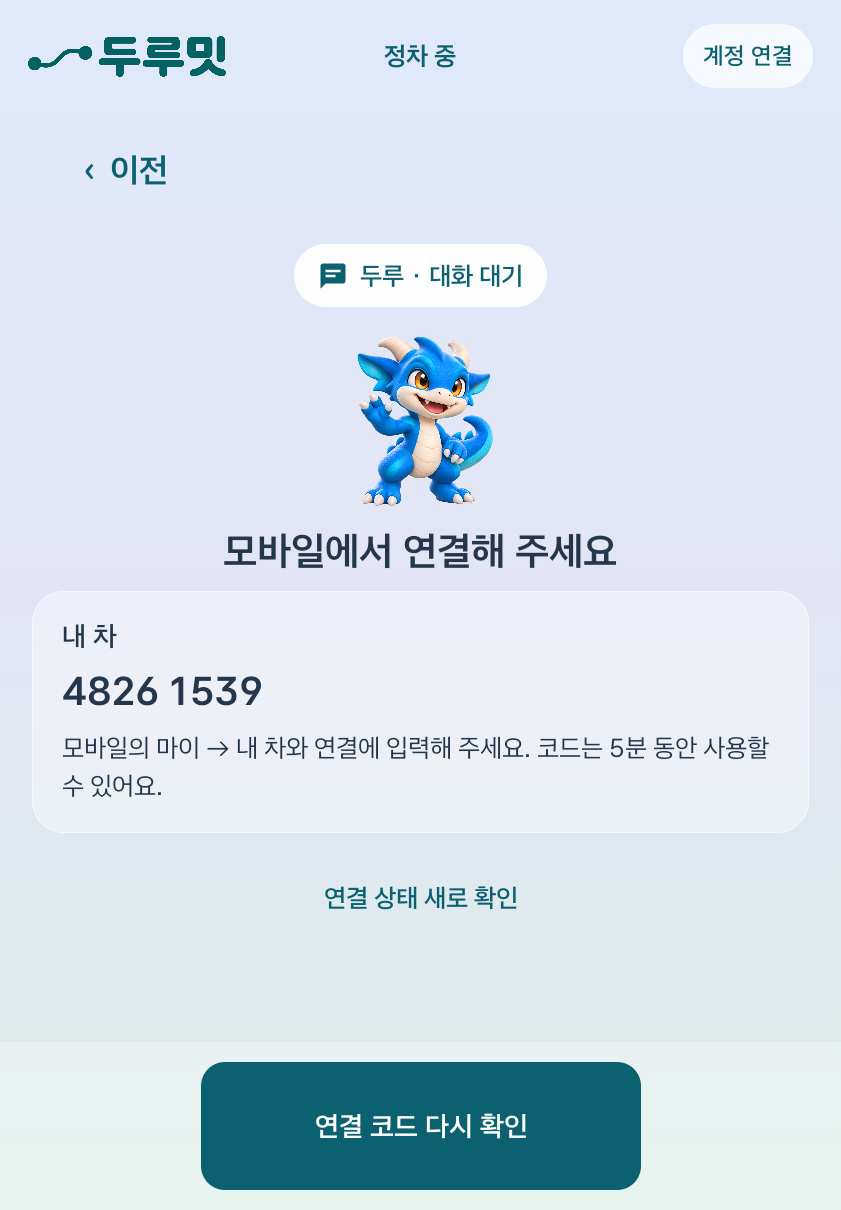 두루밋
정차 중
계정 연결
‹ 이전
두루 · 대화 대기
모바일에서 연결해 주세요
내 차
4826 1539
모바일의 마이 → 내 차와 연결에 입력해 주세요. 코드는 5분 동안 사용할
수 있어요.
연결 상태 새로 확인
연결 코드 다시 확인